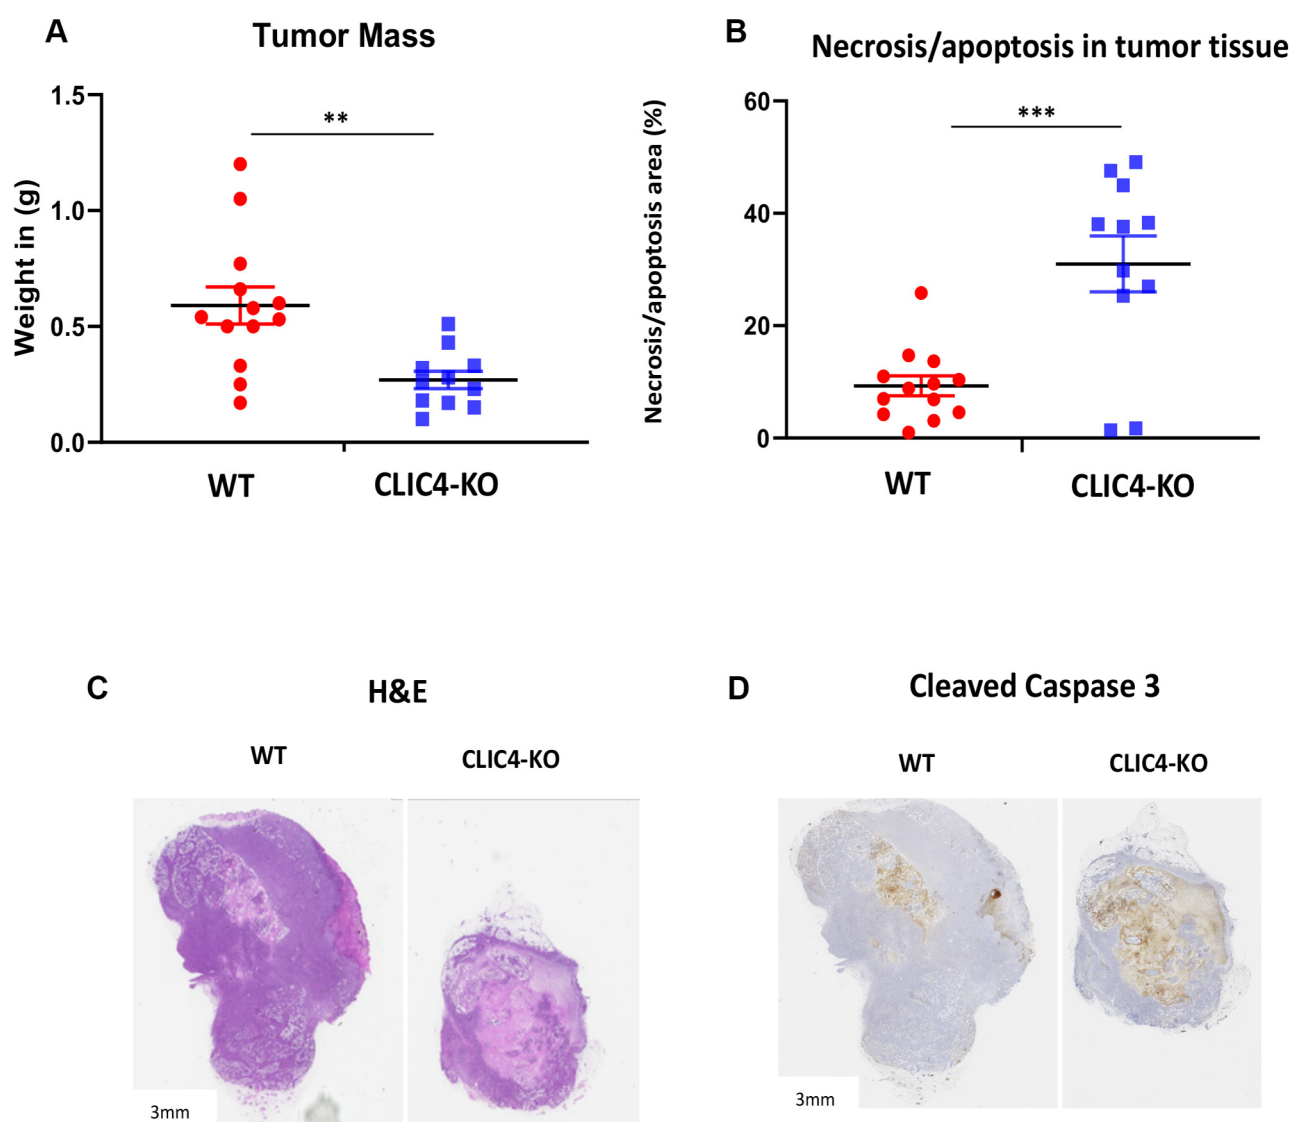 A
Tumor Mass
Weight in (g)
1.5
1.0
0.5
0.0
**
WT
CLIC4-KO
B
Necrosis/apoptosis in tumor tissue
Necrosis/apoptosis area (%)
60
40
20
0
***
WT
CLIC4-KO
C
H&E
WT
CLIC4-KO
3mm
D
Cleaved Caspase 3
WT
CLIC4-KO
3mm